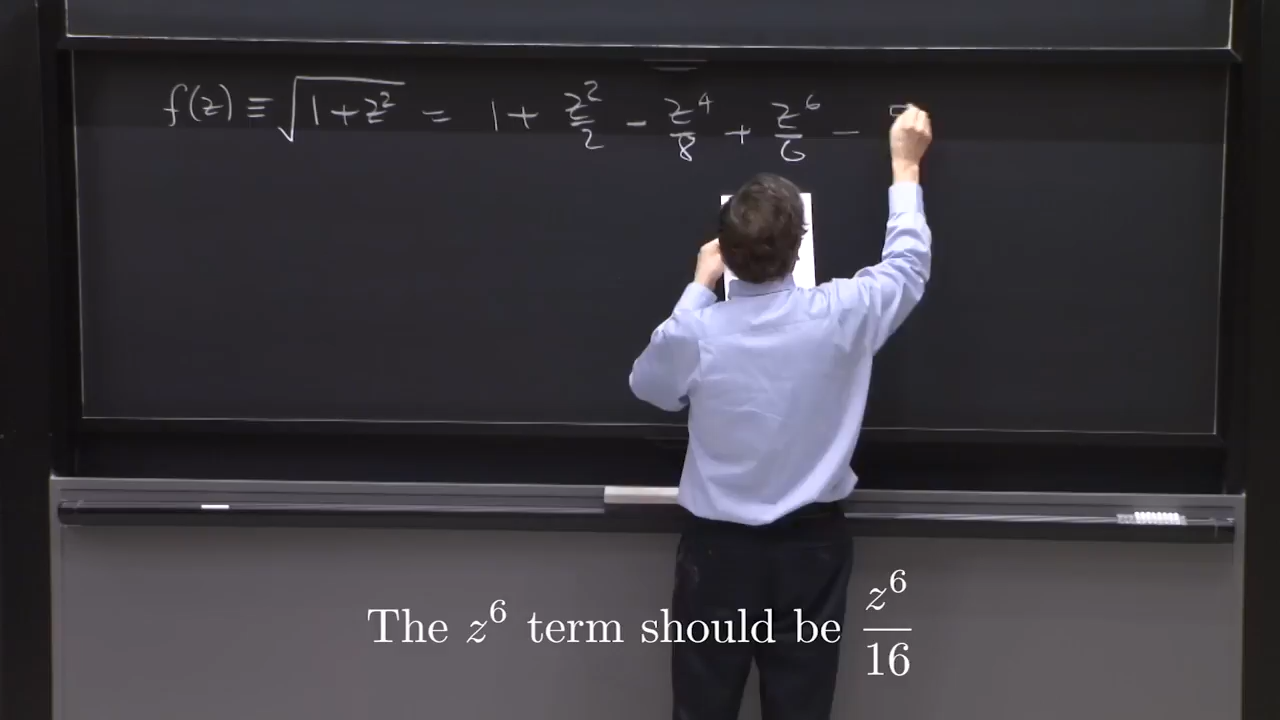 f(z) ≡ √(1+z²) = 1 + z²/2 − z⁴/8 + z⁶/6 −
The z⁶ term should be z⁶/16